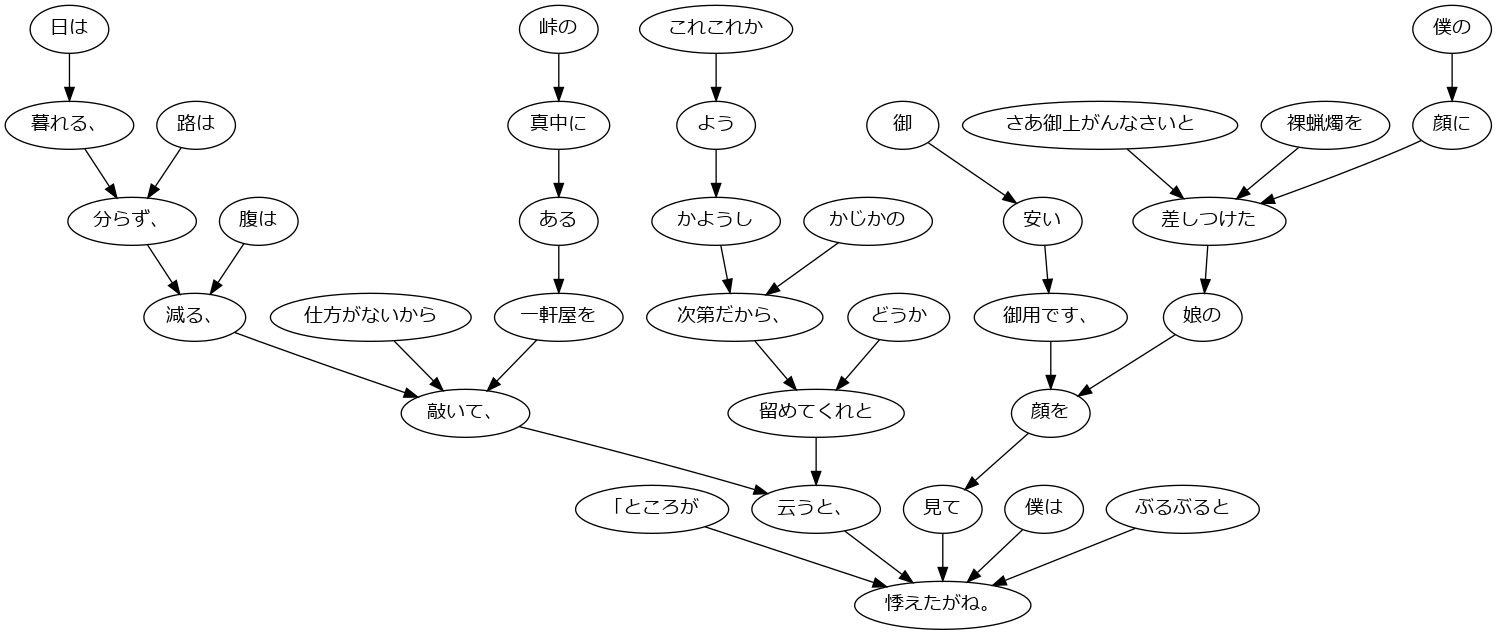 日は
峠の
これこれか
僕の
暮れる、
路は
真中に
よう
御
さあ御上がんなさいと
裸蝋燭を
顔に
分らず、
腹は
ある
かようし
かじかの
安い
差しつけた
減る、
仕方がないから
一軒屋を
次第だから、
どうか
御用です、
娘の
敲いて、
留めてくれと
顔を
「ところが
云うと、
見て
僕は
ぶるぶると
悸えたがね。